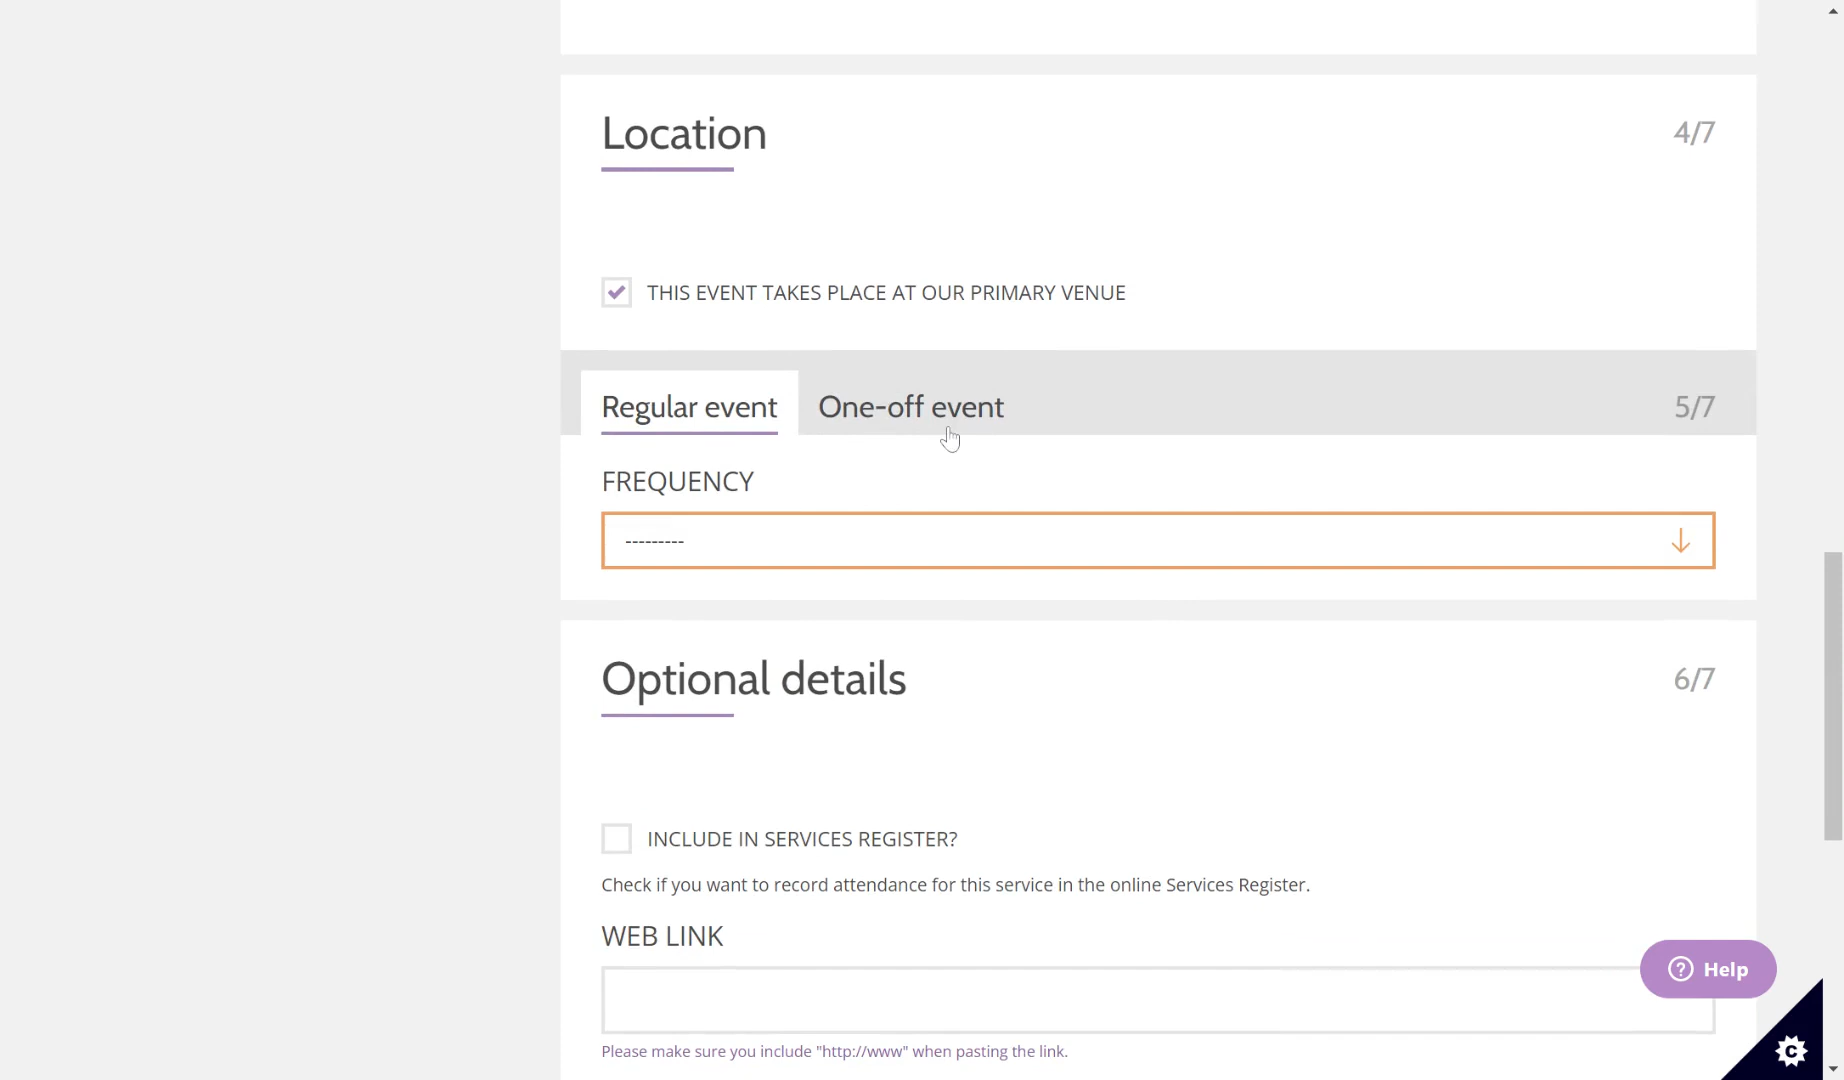 Location
4/7
THIS EVENT TAKES PLACE AT OUR PRIMARY VENUE
Regular event
One-off event
5/7
FREQUENCY
---------
Optional details
6/7
INCLUDE IN SERVICES REGISTER?
Check if you want to record attendance for this service in the online Services Register.
WEB LINK
? Help
Please make sure you include "http://www" when pasting the link.
C